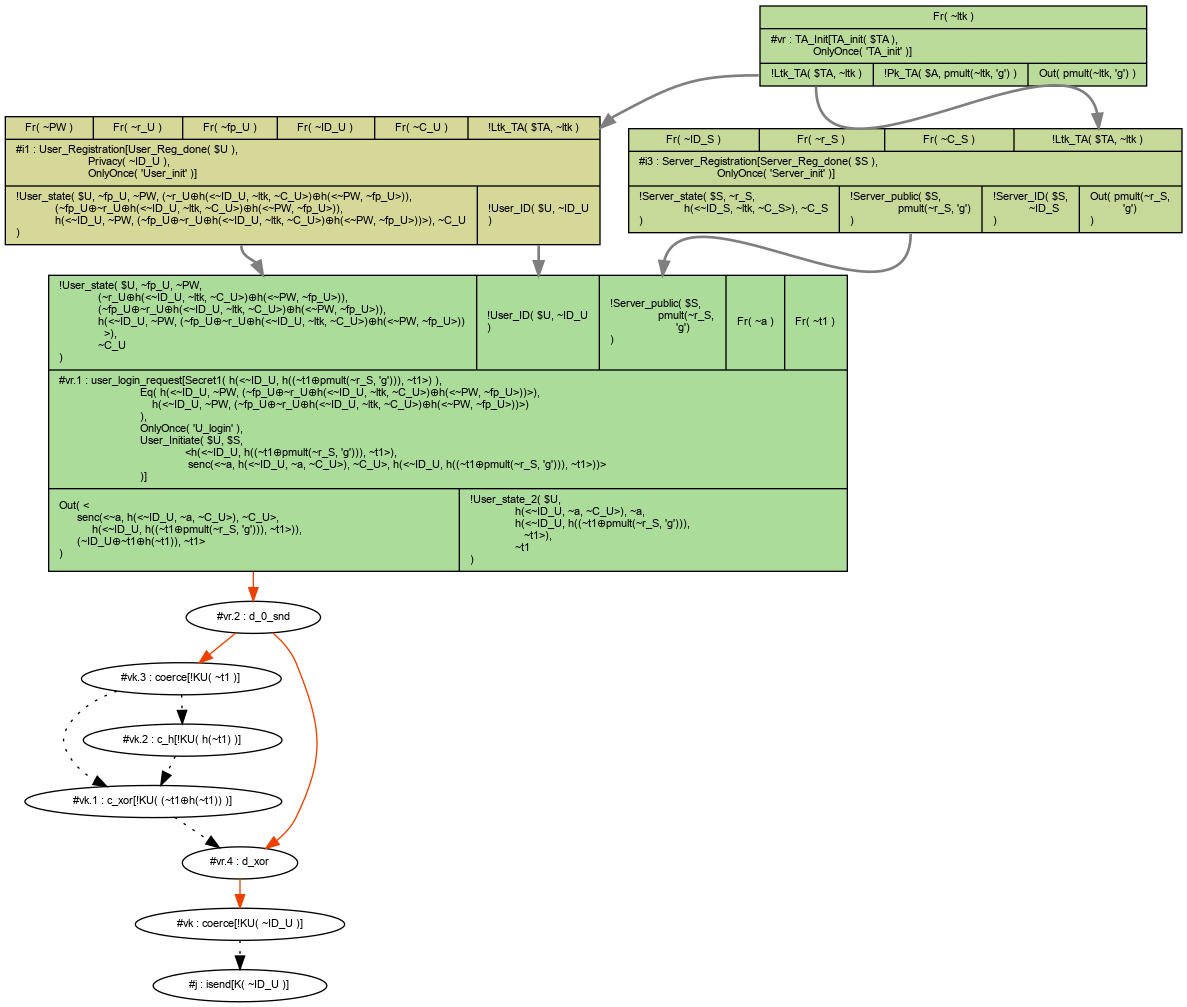 Fr( ~ltk )
#vr : TA_Init[TA_init( $TA ),
OnlyOnce( 'TA_init' )]
!Ltk_TA( $TA, ~ltk ) !Pk_TA( $A, pmult(~ltk, 'g') ) Out( pmult(~ltk, 'g') )
Fr( ~PW ) Fr( ~r_U ) Fr( ~fp_U ) Fr( ~ID_U ) Fr( ~C_U ) !Ltk_TA( $TA, ~ltk )
#i1 : User_Registration[User_Reg_done( $U ),
Privacy( ~ID_U ),
OnlyOnce( 'User_init' )]
!User_state( $U, ~fp_U, ~PW, (~r_U⊕h(<~ID_U, ~ltk, ~C_U>)⊕h(<~PW, ~fp_U>)),
(~fp_U⊕~r_U⊕h(<~ID_U, ~ltk, ~C_U>)⊕h(<~PW, ~fp_U>)),
h(<~ID_U, ~PW, (~fp_U⊕~r_U⊕h(<~ID_U, ~ltk, ~C_U>)⊕h(<~PW, ~fp_U>))>), ~C_U
)
!User_ID( $U, ~ID_U
)
Fr( ~ID_S ) Fr( ~r_S ) Fr( ~C_S ) !Ltk_TA( $TA, ~ltk )
#i3 : Server_Registration[Server_Reg_done( $S ),
OnlyOnce( 'Server_init' )]
!Server_state( $S, ~r_S,
h(<~ID_S, ~ltk, ~C_S>), ~C_S
)
!Server_public( $S,
pmult(~r_S, 'g')
)
!Server_ID( $S,
~ID_S
)
Out( pmult(~r_S,
'g')
)
!User_state( $U, ~fp_U, ~PW,
(~r_U⊕h(<~ID_U, ~ltk, ~C_U>)⊕h(<~PW, ~fp_U>)),
(~fp_U⊕~r_U⊕h(<~ID_U, ~ltk, ~C_U>)⊕h(<~PW, ~fp_U>)),
h(<~ID_U, ~PW, (~fp_U⊕~r_U⊕h(<~ID_U, ~ltk, ~C_U>)⊕h(<~PW, ~fp_U>))
>),
~C_U
)
!User_ID( $U, ~ID_U
)
!Server_public( $S,
pmult(~r_S,
'g')
)
Fr( ~a )
Fr( ~t1 )
#vr.1 : user_login_request[Secret1( h(<~ID_U, h((~t1⊕pmult(~r_S, 'g'))), ~t1>) ),
Eq( h(<~ID_U, ~PW, (~fp_U⊕~r_U⊕h(<~ID_U, ~ltk, ~C_U>)⊕h(<~PW, ~fp_U>))>),
h(<~ID_U, ~PW, (~fp_U⊕~r_U⊕h(<~ID_U, ~ltk, ~C_U>)⊕h(<~PW, ~fp_U>))>)
),
OnlyOnce( 'U_login' ),
User_Initiate( $U, $S,
<h(<~ID_U, h((~t1⊕pmult(~r_S, 'g'))), ~t1>),
senc(<~a, h(<~ID_U, ~a, ~C_U>), ~C_U>, h(<~ID_U, h((~t1⊕pmult(~r_S, 'g'))), ~t1>))>
)]
Out( <
senc(<~a, h(<~ID_U, ~a, ~C_U>), ~C_U>,
h(<~ID_U, h((~t1⊕pmult(~r_S, 'g'))), ~t1>)),
(~ID_U⊕~t1⊕h(~t1)), ~t1>
)
!User_state_2( $U,
h(<~ID_U, ~a, ~C_U>), ~a,
h(<~ID_U, h((~t1⊕pmult(~r_S, 'g'))),
~t1>),
~t1
)
#vr.2 : d_0_snd
#vk.3 : coerce[!KU( ~t1 )]
#vk.2 : c_h[!KU( h(~t1) )]
#vk.1 : c_xor[!KU( (~t1⊕h(~t1)) )]
#vr.4 : d_xor
#vk : coerce[!KU( ~ID_U )]
#j : isend[K( ~ID_U )]